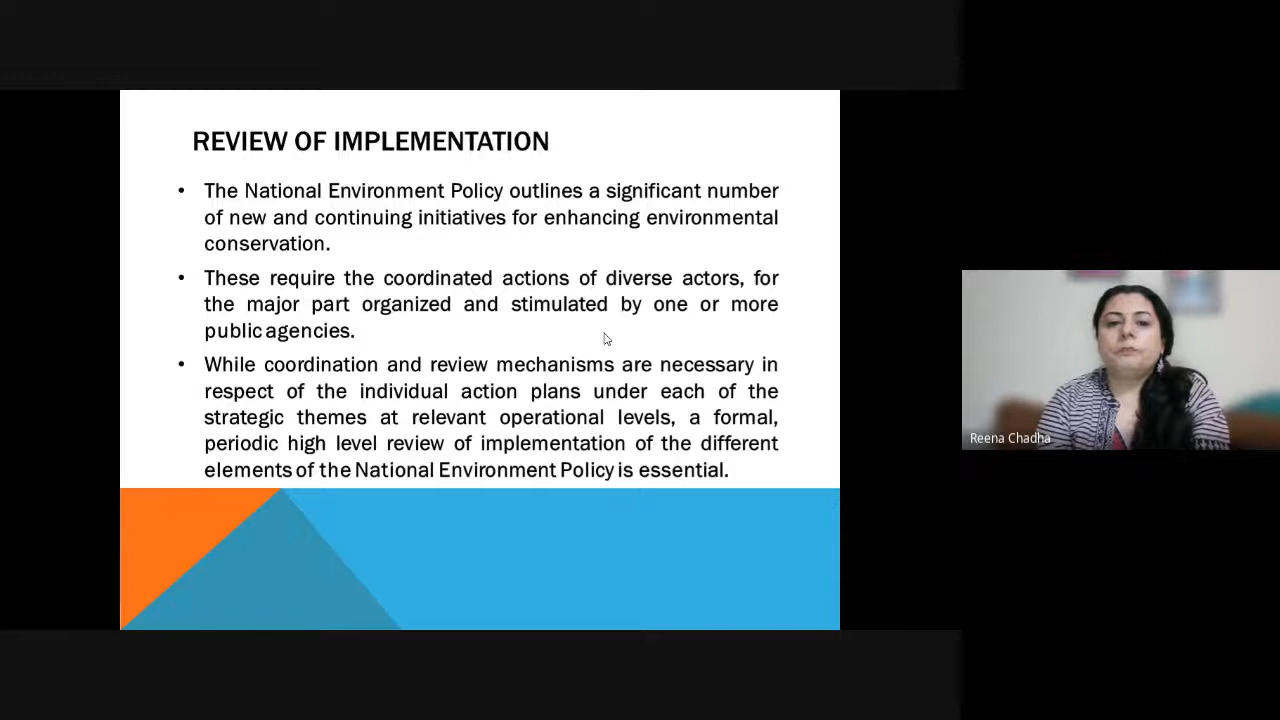 REVIEW OF IMPLEMENTATION
• The National Environment Policy outlines a significant number
of new and continuing initiatives for enhancing environmental
conservation.
• These require the coordinated actions of diverse actors, for
the major part organized and stimulated by one or more
public agencies.
• While coordination and review mechanisms are necessary in
respect of the individual action plans under each of the
strategic themes at relevant operational levels, a formal,
periodic high level review of implementation of the different
elements of the National Environment Policy is essential.
Reena Chadha